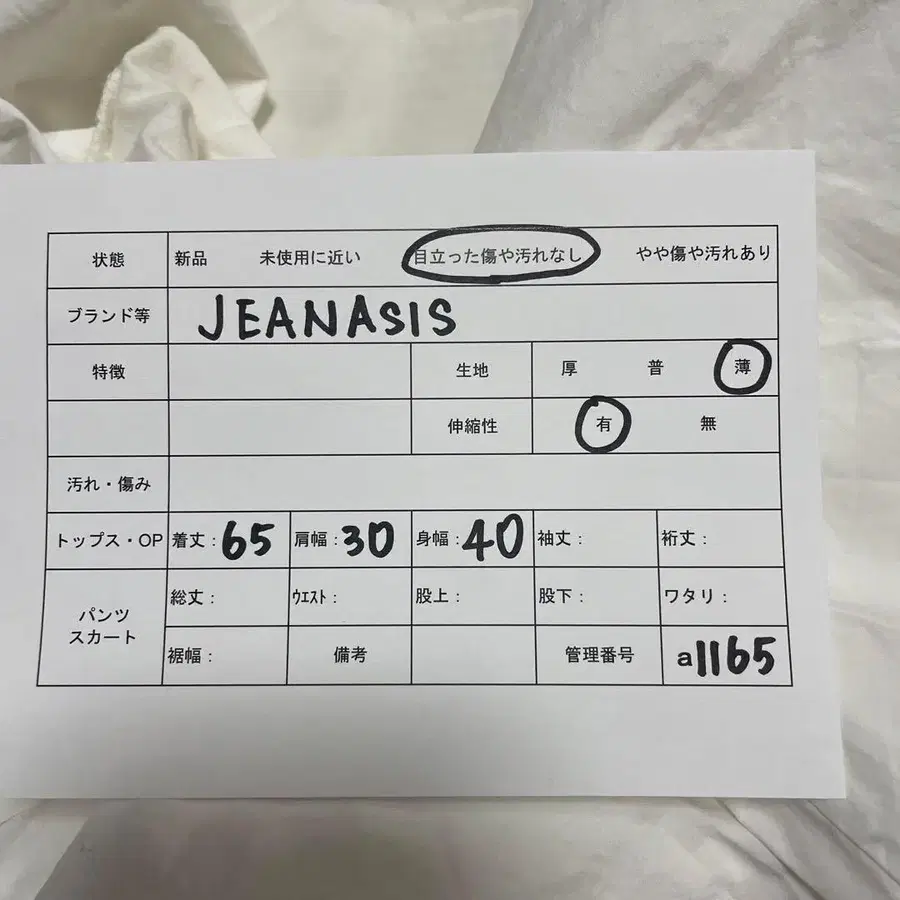 状態 新品 未使用に近い 目立った傷や汚れなし やや傷や汚れあり
ブランド等 JEANASIS
特徴 生地 厚 普 薄
伸縮性 有 無
汚れ・傷み
トップス・OP 着丈:65 肩幅:30 身幅:40 袖丈: 裄丈:
パンツ スカート 総丈: ウエスト: 股上: 股下: ワタリ:
裾幅: 備考 管理番号 a1165